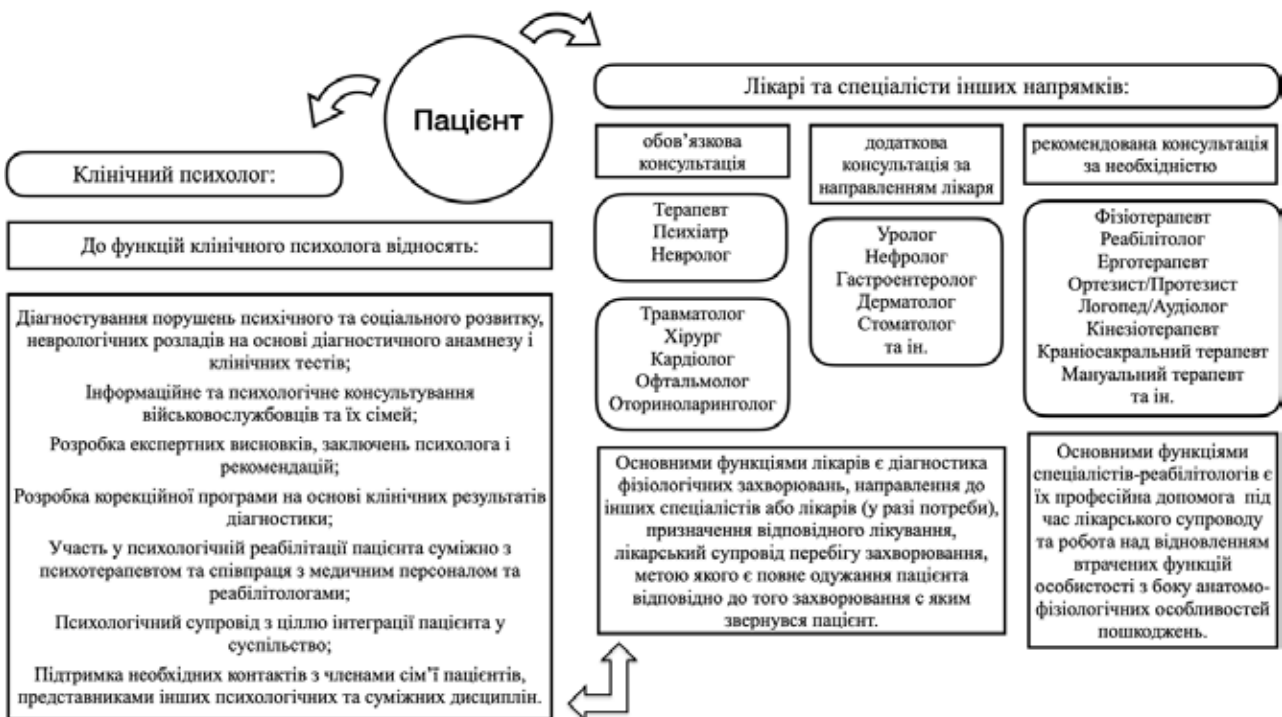 Пацієнт
Клінічний психолог:
До функцій клінічного психолога відносять:
Діагностування порушень психічного та соціального розвитку,
неврологічних розладів на основі діагностичного анамнезу і
клінічних тестів;
Інформаційне та психологічне консультування
військовослужбовців та їх сімей;
Розробка експертних висновків, заключень психолога і
рекомендацій;
Розробка корекційної програми на основі клінічних результатів
діагностики;
Участь у психологічній реабілітації пацієнта суміжно з
психотерапевтом та співпраця з медичним персоналом та
реабілітологами;
Психологічний супровід з ціллю інтеграції пацієнта у
суспільство;
Підтримка необхідних контактів з членами сім’ї пацієнтів,
представниками інших психологічних та суміжних дисциплін.
Лікарі та спеціалісти інших напрямків:
обов’язкова
консультація
Терапевт
Психіатр
Невролог
Травматолог
Хірург
Кардіолог
Офтальмолог
Оториноларинголог
додаткова
консультація за
направленням лікаря
Уролог
Нефролог
Гастроентеролог
Дерматолог
Стоматолог
та ін.
рекомендована консультація
за необхідністю
Фізіотерапевт
Реабілітолог
Ерготерапевт
Ортезист/Протезист
Логопед/Аудіолог
Кінезіотерапевт
Краніосакральний терапевт
Мануальний терапевт
та ін.
Основними функціями лікарів є діагностика
фізіологічних захворювань, направлення до
інших спеціалістів або лікарів (у разі потреби),
призначення відповідного лікування,
лікарський супровід перебігу захворювання,
метою якого є повне одужання пацієнта
відповідно до того захворювання с яким
звернувся пацієнт.
Основними функціями
спеціалістів-реабілітологів є
їх професійна допомога під
час лікарського супроводу
та робота над відновленням
втрачених функцій
особистості з боку анатомо-
фізіологічних особливостей
пошкоджень.